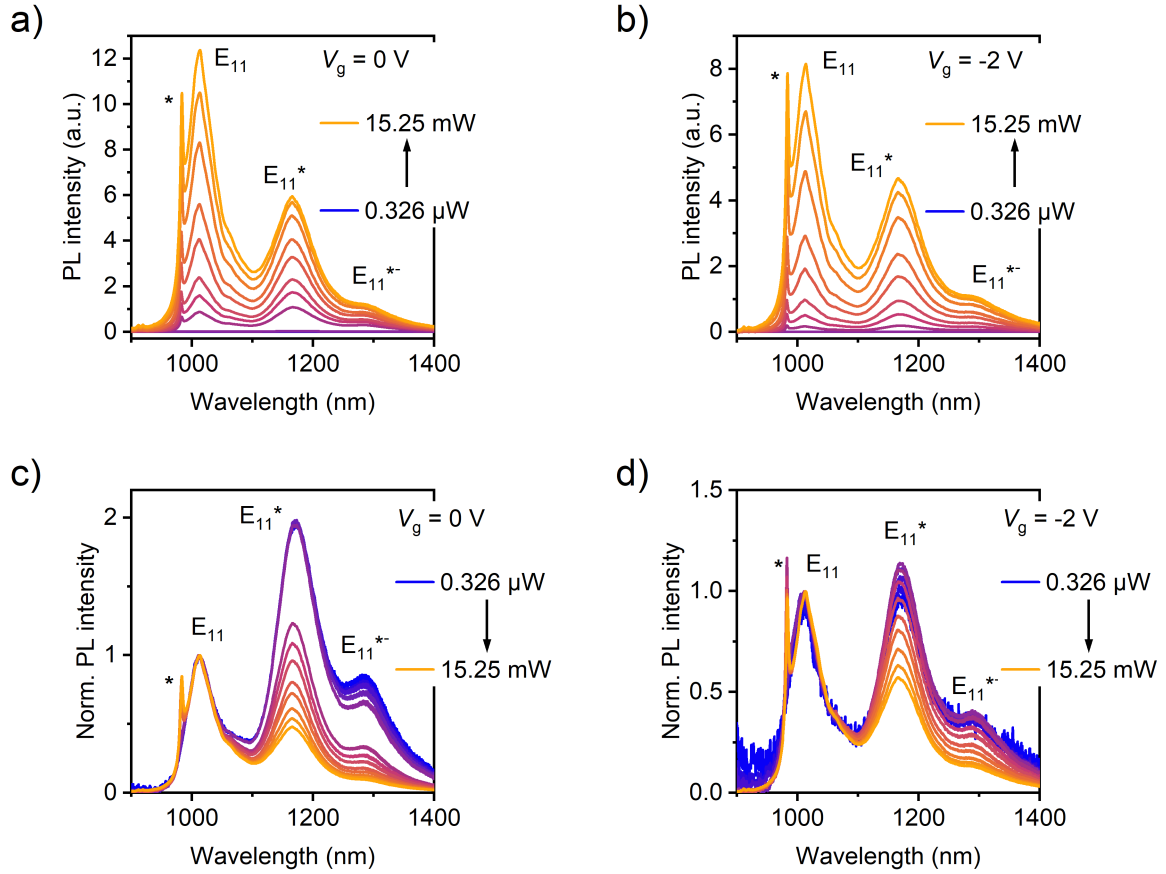 a)
PL intensity (a.u.)
12
10
8
6
4
2
0
*
E11
Vg = 0 V
15.25 mW
0.326 µW
E11*
E11*-
1000 1200 1400
Wavelength (nm)
b)
PL intensity (a.u.)
8
6
4
2
0
*
E11
Vg = -2 V
15.25 mW
0.326 µW
E11*
E11*-
1000 1200 1400
Wavelength (nm)
c)
Norm. PL intensity
2
1
0
*
E11
E11*
Vg = 0 V
0.326 µW
15.25 mW
E11*-
1000 1200 1400
Wavelength (nm)
d)
Norm. PL intensity
1.5
1.0
0.5
0.0
*
E11
E11*
Vg = -2 V
0.326 µW
15.25 mW
E11*-
1000 1200 1400
Wavelength (nm)